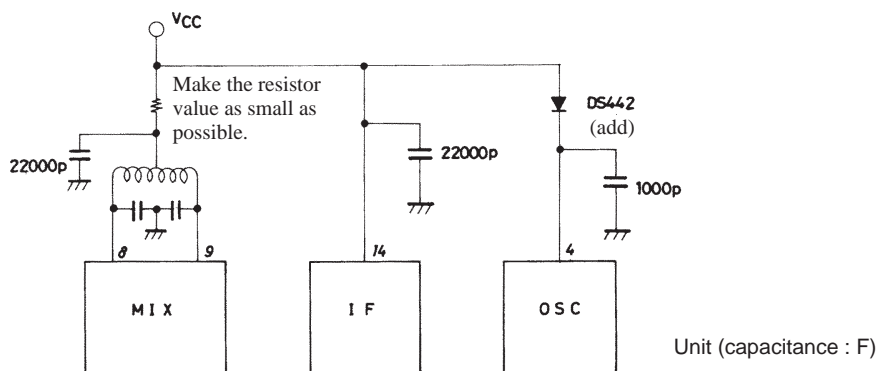 VCC
Make the resistor
value as small as
possible.
DS442
(add)
22000p
22000p
1000p
8
9
14
4
MIX
IF
OSC
Unit (capacitance : F)